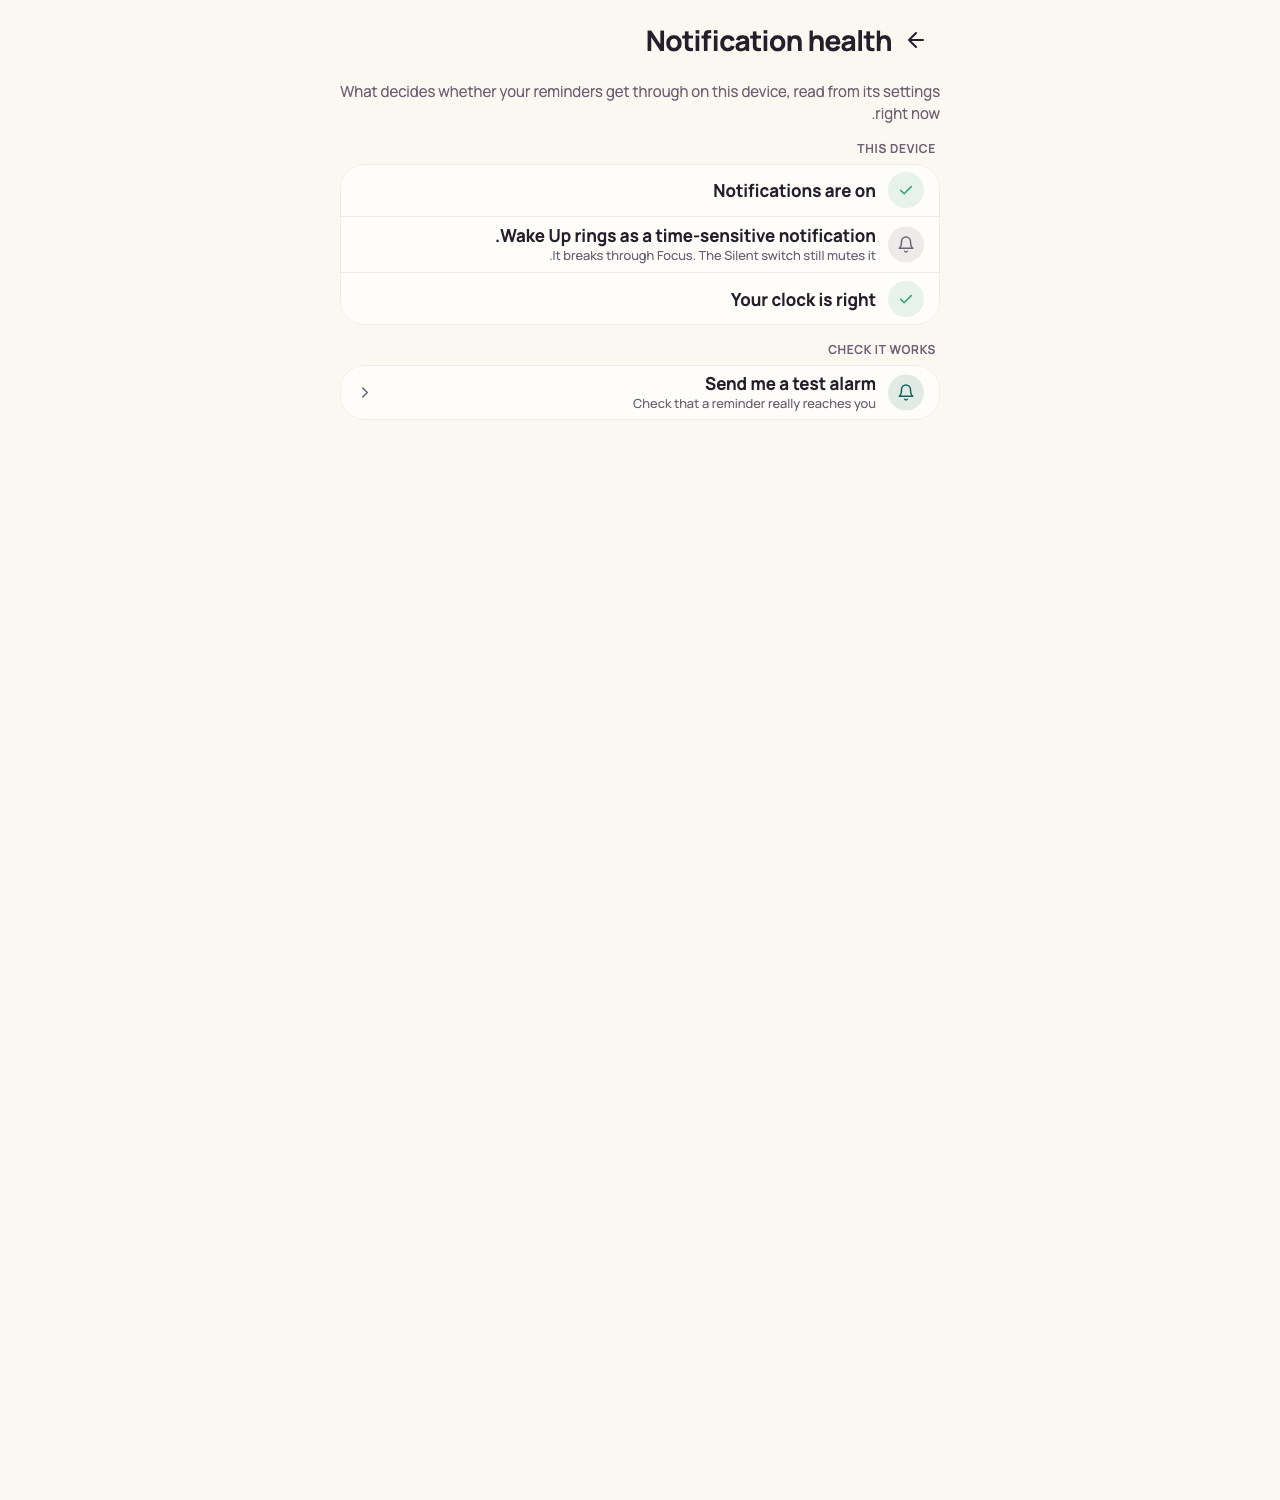 Notification health
What decides whether your reminders get through on this device, read from its settings
.right now
THIS DEVICE
Notifications are on
.Wake Up rings as a time-sensitive notification
.It breaks through Focus. The Silent switch still mutes it
Your clock is right
CHECK IT WORKS
Send me a test alarm
Check that a reminder really reaches you